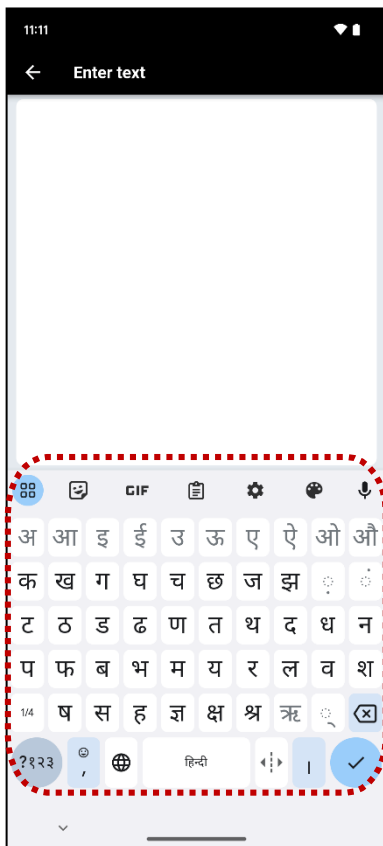 11:11
Enter text
GIF
अ आ इ ई उ ऊ ए ऐ ओ औ
क ख ग घ च छ ज झ ़ ं
ट ठ ड ढ ण त थ द ध न
प फ ब भ म य र ल व श
1/4 ष स ह ज्ञ क्ष श्र ऋ ्
?१२३ , हिन्दी ।